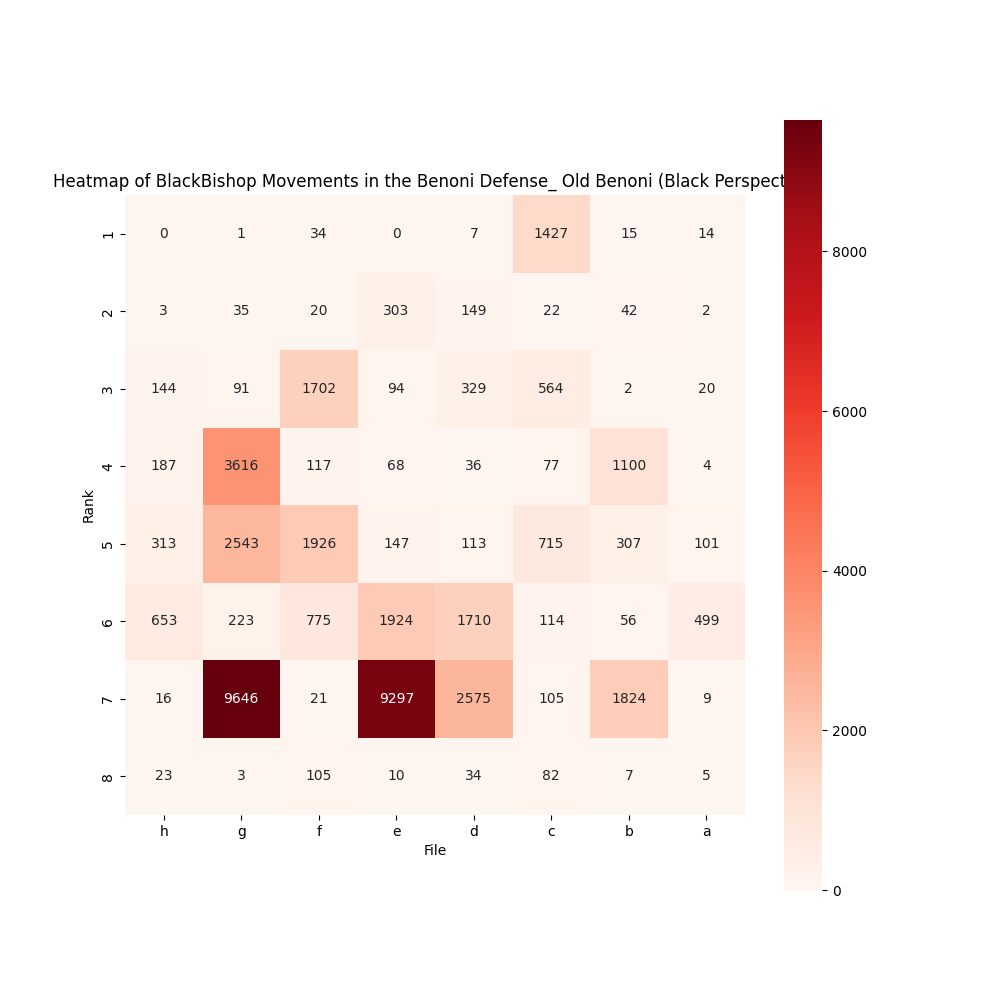 Heatmap of BlackBishop Movements in the Benoni Defense_ Old Benoni (Black Perspect
1 0 1 34 0 7 1427 15 14
2 3 35 20 303 149 22 42 2
3 144 91 1702 94 329 564 2 20
4 187 3616 117 68 36 77 1100 4
5 313 2543 1926 147 113 715 307 101
6 653 223 775 1924 1710 114 56 499
7 16 9646 21 9297 2575 105 1824 9
8 23 3 105 10 34 82 7 5
h g f e d c b a
File
Rank
8000
6000
4000
2000
0